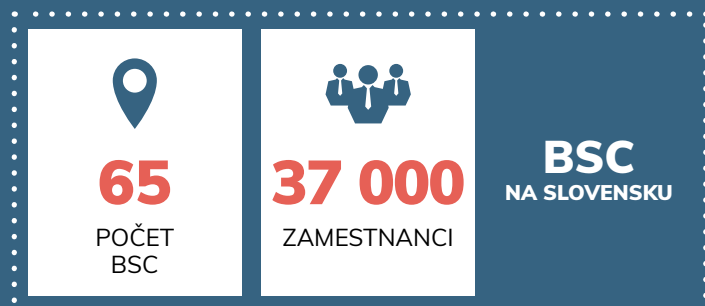 65
POČET
BSC
37 000
ZAMESTNANCI
BSC
NA SLOVENSKU